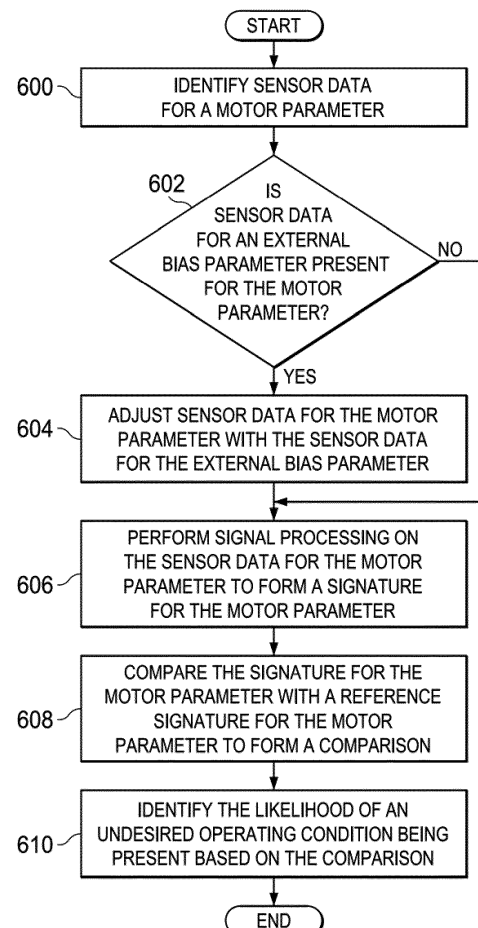 START
600
IDENTIFY SENSOR DATA
FOR A MOTOR PARAMETER
602
IS
SENSOR DATA
FOR AN EXTERNAL
BIAS PARAMETER PRESENT
FOR THE MOTOR
PARAMETER?
NO
YES
604
ADJUST SENSOR DATA FOR THE MOTOR
PARAMETER WITH THE SENSOR DATA
FOR THE EXTERNAL BIAS PARAMETER
606
PERFORM SIGNAL PROCESSING ON
THE SENSOR DATA FOR THE MOTOR
PARAMETER TO FORM A SIGNATURE
FOR THE MOTOR PARAMETER
608
COMPARE THE SIGNATURE FOR THE
MOTOR PARAMETER WITH A REFERENCE
SIGNATURE FOR THE MOTOR
PARAMETER TO FORM A COMPARISON
610
IDENTIFY THE LIKELIHOOD OF AN
UNDESIRED OPERATING CONDITION BEING
PRESENT BASED ON THE COMPARISON
END